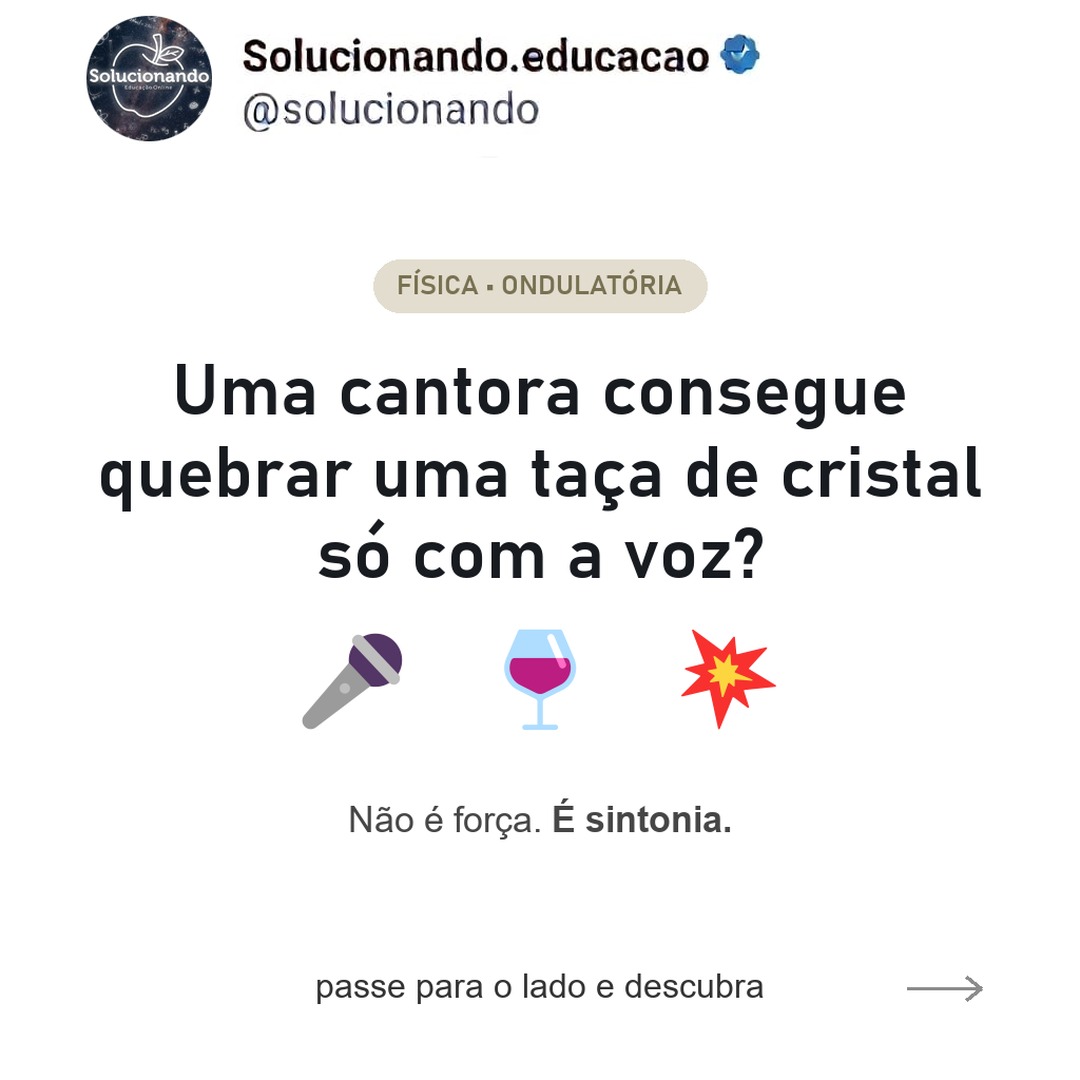 Solucionando
Educação Online
Solucionando.educacao
@solucionando
FÍSICA • ONDULATÓRIA
Uma cantora consegue
quebrar uma taça de cristal
só com a voz?
Não é força. É sintonia.
passe para o lado e descubra